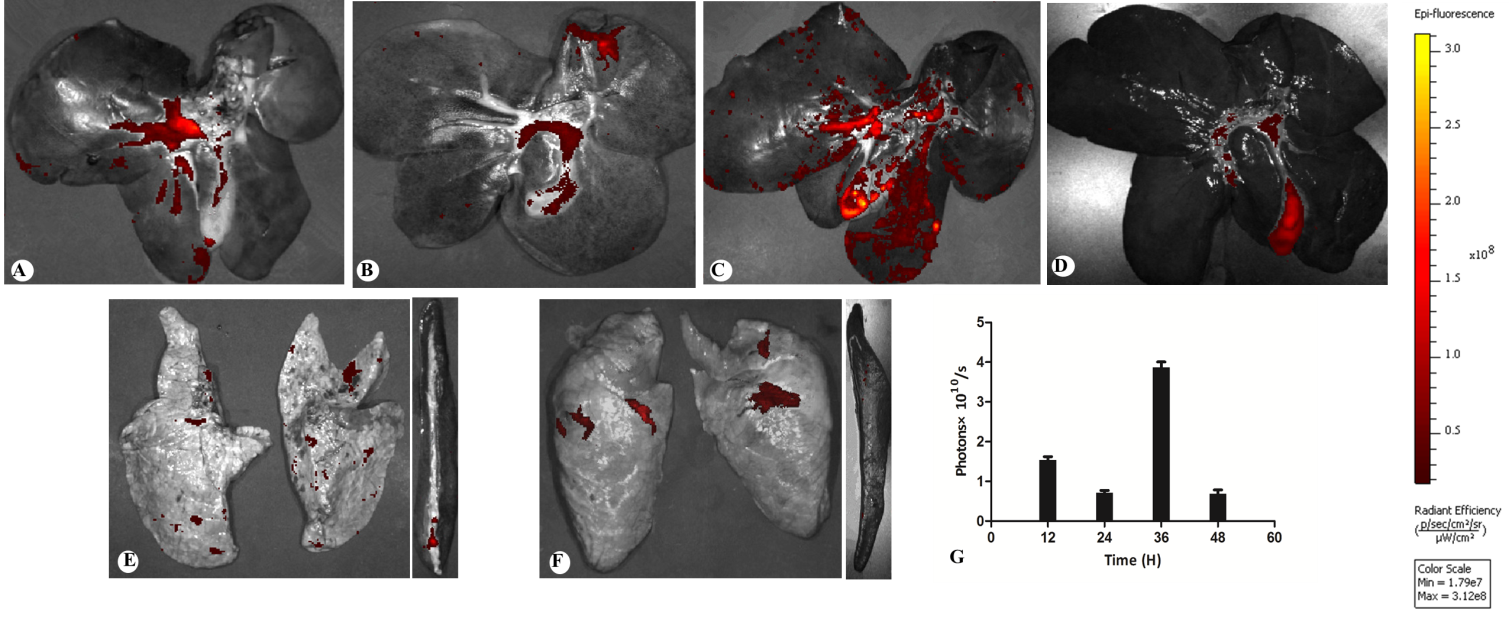 A
B
C
D
E
F
G
5
4
3
2
1
0
Photons× 10¹⁰/s
0 12 24 36 48 60
Time (H)
Epi-fluorescence
3.0
2.5
2.0
1.5
1.0
0.5
x10⁸
Radiant Efficiency
(p/sec/cm²/sr
µW/cm²)
Color Scale
Min = 1.79e7
Max = 3.12e8